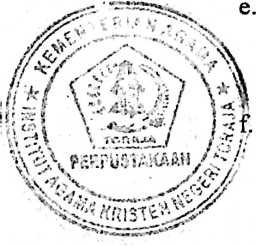 e.
KEMENTERIAN AGAMA
TORAJA
PERPUSTAKAAN
f.
INSTITUT AGAMA KRISTEN NEGERI TORAJA